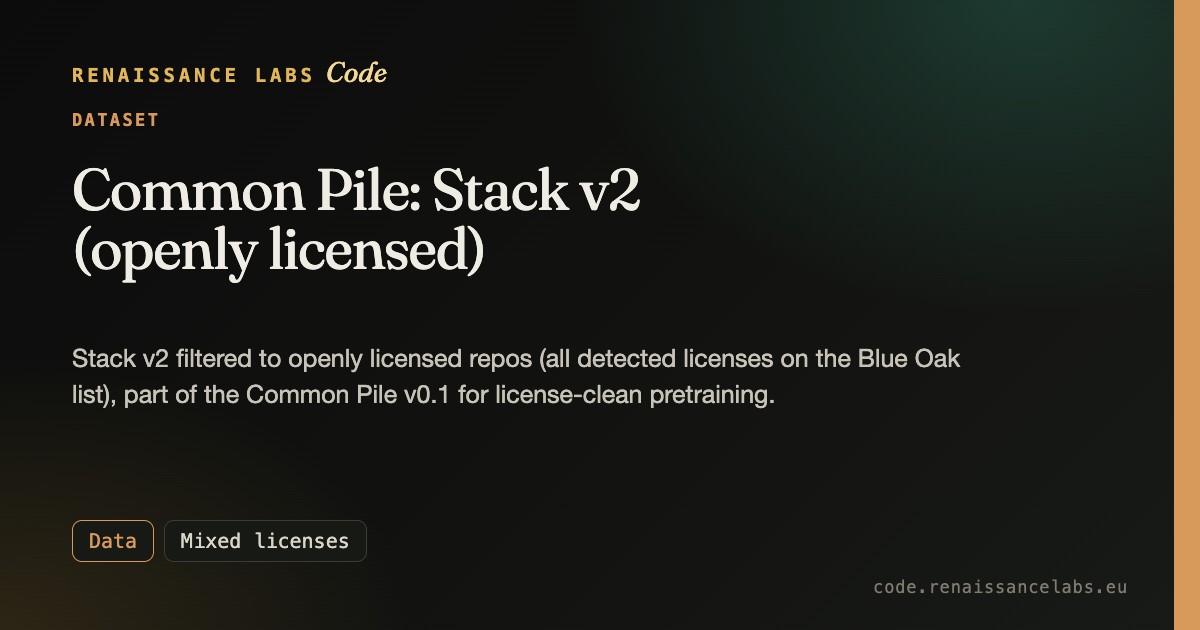 RENAISSANCE LABS Code
DATASET
Common Pile: Stack v2
(openly licensed)
Stack v2 filtered to openly licensed repos (all detected licenses on the Blue Oak
list), part of the Common Pile v0.1 for license-clean pretraining.
Data Mixed licenses
code.renaissancelabs.eu